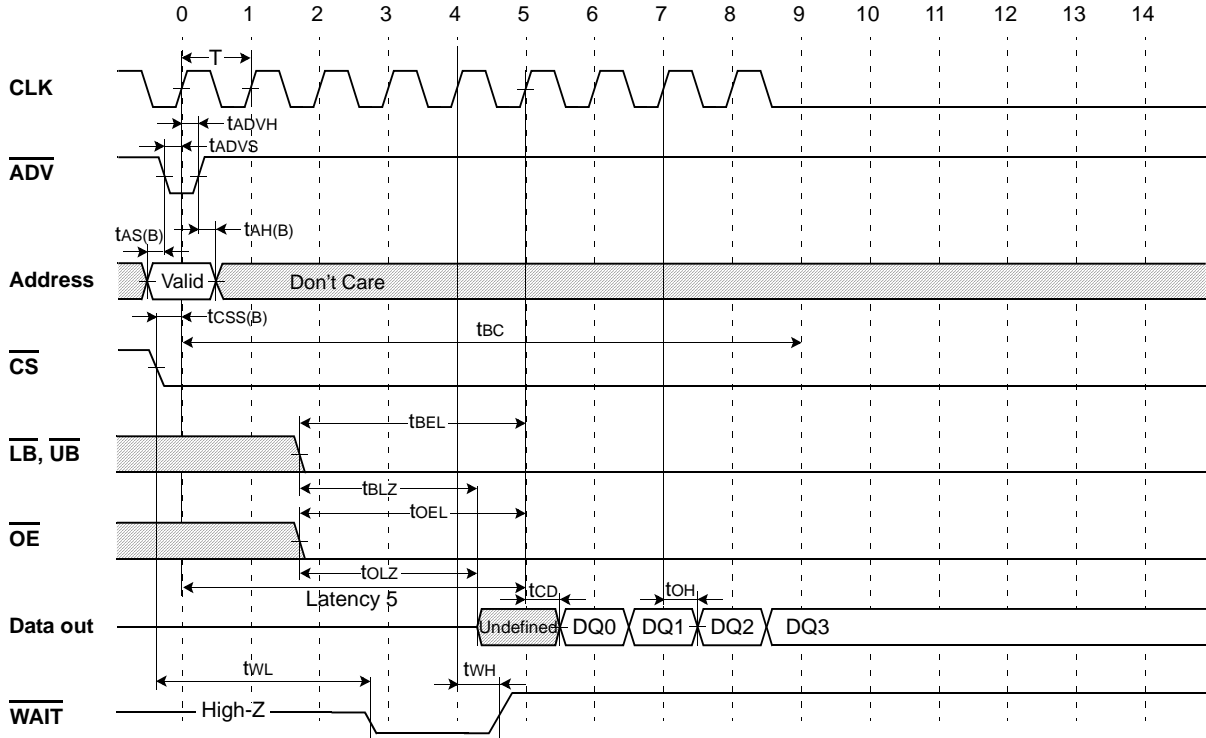 0 1 2 3 4 5 6 7 8 9 10 11 12 13 14
T
CLK
tADVH
tADVS
ADV
tAS(B)
tAH(B)
Address
Valid
Don't Care
tCSS(B)
tBC
CS
tBEL
LB, UB
tBLZ
tOEL
OE
tOLZ
Latency 5
tCD
tOH
Data out
Undefined
DQ0
DQ1
DQ2
DQ3
tWL
tWH
High-Z
WAIT